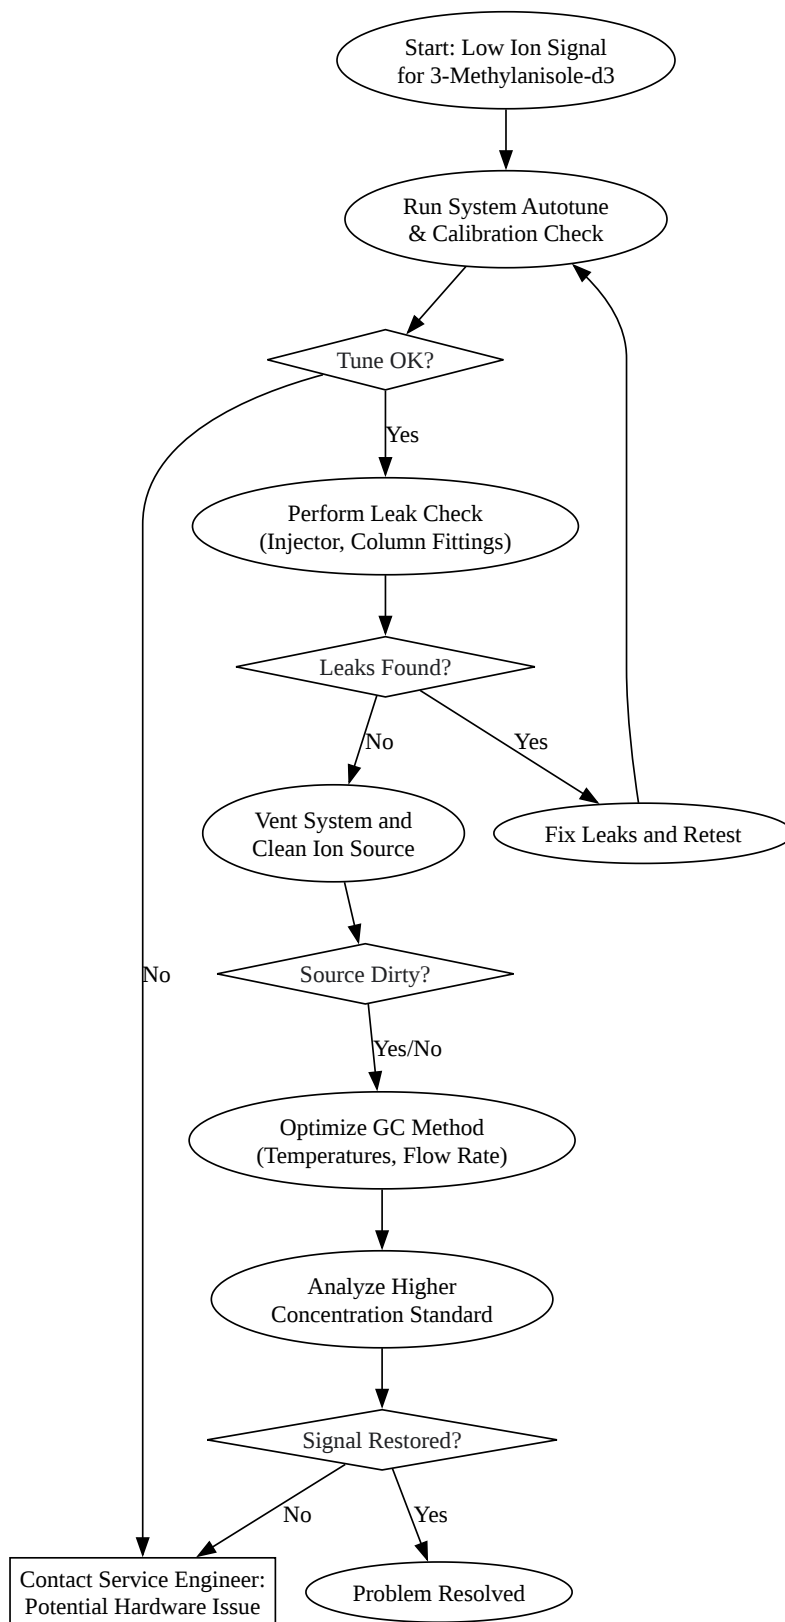 Start: Low Ion Signal
for 3-Methylanisole-d3
Run System Autotune
& Calibration Check
Tune OK?
Yes
Perform Leak Check
(Injector, Column Fittings)
Leaks Found?
No
Yes
Vent System and
Clean Ion Source
Fix Leaks and Retest
Source Dirty?
No
Yes/No
Optimize GC Method
(Temperatures, Flow Rate)
Analyze Higher
Concentration Standard
Signal Restored?
No
Yes
Contact Service Engineer:
Potential Hardware Issue
Problem Resolved